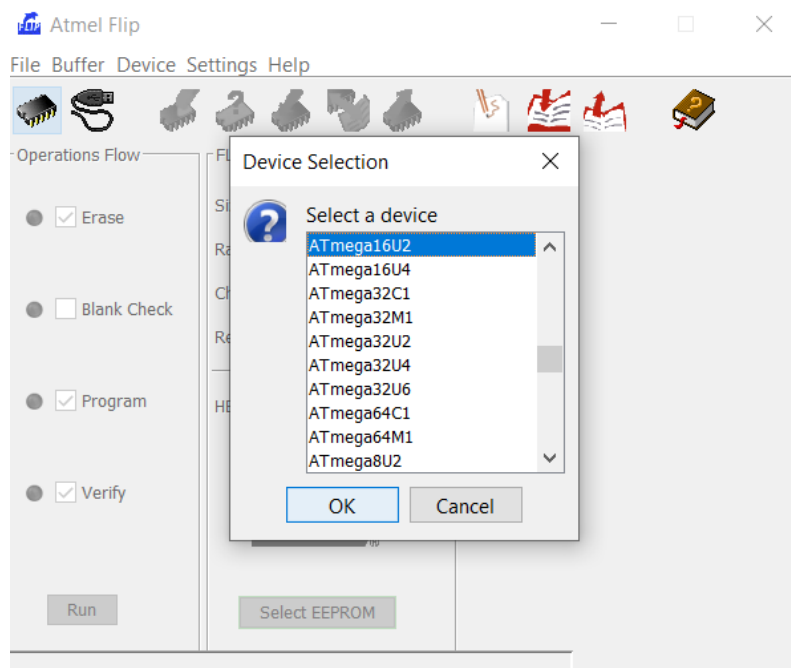 Atmel Flip
File Buffer Device Settings Help
Operations Flow
Erase
Blank Check
Program
Verify
Run
Device Selection
Select a device
ATmega16U2
ATmega16U4
ATmega32C1
ATmega32M1
ATmega32U2
ATmega32U4
ATmega32U6
ATmega64C1
ATmega64M1
ATmega8U2
OK Cancel
Select EEPROM